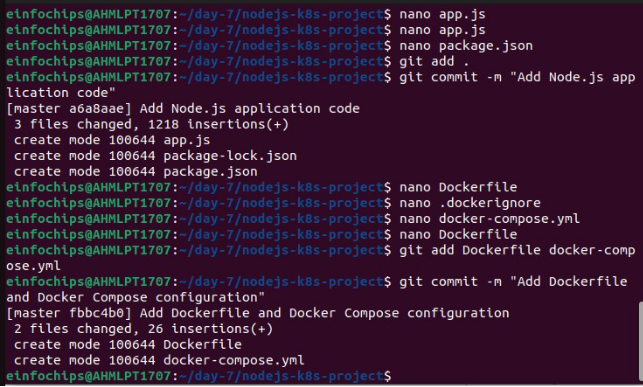 einfochips@AHMLPT1707:~/day-7/nodejs-k8s-project$ nano app.js
einfochips@AHMLPT1707:~/day-7/nodejs-k8s-project$ nano app.js
einfochips@AHMLPT1707:~/day-7/nodejs-k8s-project$ nano package.json
einfochips@AHMLPT1707:~/day-7/nodejs-k8s-project$ git add .
einfochips@AHMLPT1707:~/day-7/nodejs-k8s-project$ git commit -m "Add Node.js app
lication code"
[master a6a8aae] Add Node.js application code
 3 files changed, 1218 insertions(+)
 create mode 100644 app.js
 create mode 100644 package-lock.json
 create mode 100644 package.json
einfochips@AHMLPT1707:~/day-7/nodejs-k8s-project$ nano Dockerfile
einfochips@AHMLPT1707:~/day-7/nodejs-k8s-project$ nano .dockerignore
einfochips@AHMLPT1707:~/day-7/nodejs-k8s-project$ nano docker-compose.yml
einfochips@AHMLPT1707:~/day-7/nodejs-k8s-project$ nano Dockerfile
einfochips@AHMLPT1707:~/day-7/nodejs-k8s-project$ git add Dockerfile docker-comp
ose.yml
einfochips@AHMLPT1707:~/day-7/nodejs-k8s-project$ git commit -m "Add Dockerfile
and Docker Compose configuration"
[master fbbc4b0] Add Dockerfile and Docker Compose configuration
 2 files changed, 26 insertions(+)
 create mode 100644 Dockerfile
 create mode 100644 docker-compose.yml
einfochips@AHMLPT1707:~/day-7/nodejs-k8s-project$